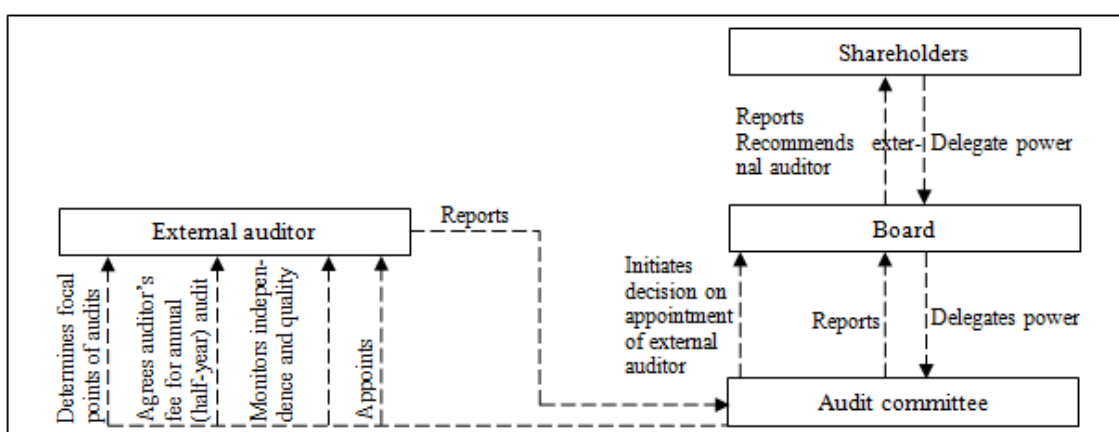 Shareholders
Reports
Recommends exter-
nal auditor
Delegate power
External auditor
Reports
Board
Determines focal
points of audits
Agrees auditor's
fee for annual
(half-year) audit
Monitors indepen-
dence and quality
Appoints
Initiates
decision on
appointment
of external
auditor
Reports
Delegates power
Audit committee